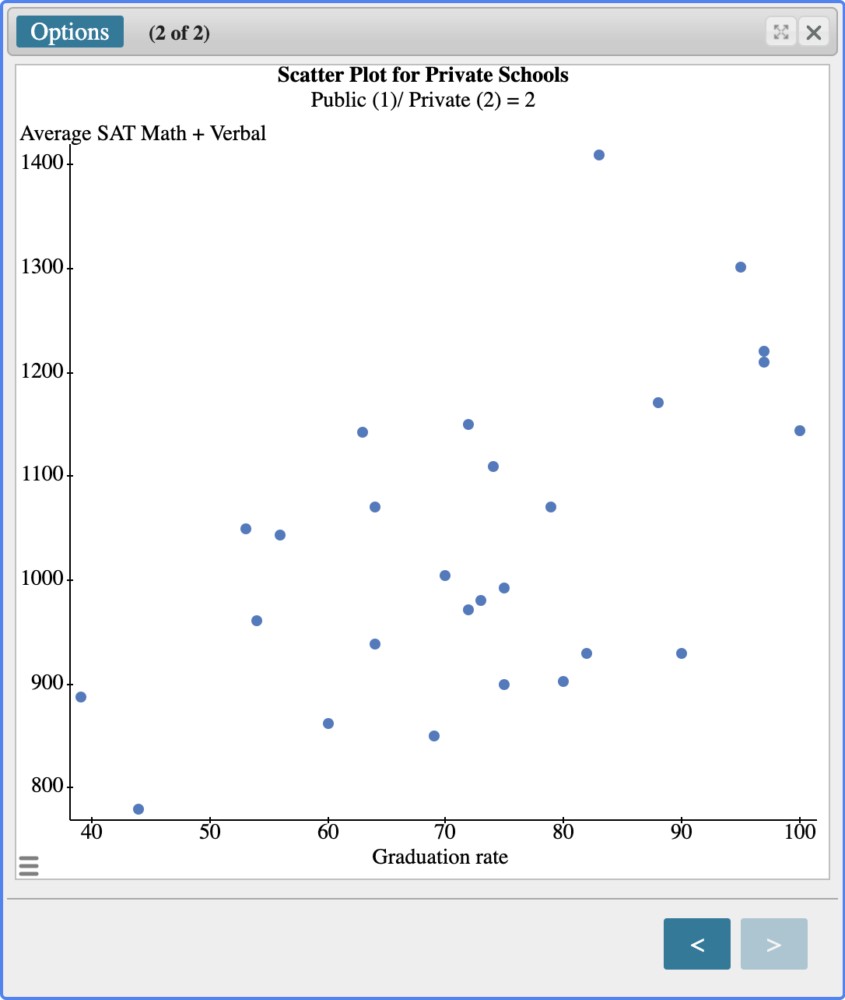 Options (2 of 2)
Scatter Plot for Private Schools
Public (1)/ Private (2) = 2
Average SAT Math + Verbal
1400
1300
1200
1100
1000
900
800
40 50 60 70 80 90 100
Graduation rate
< >